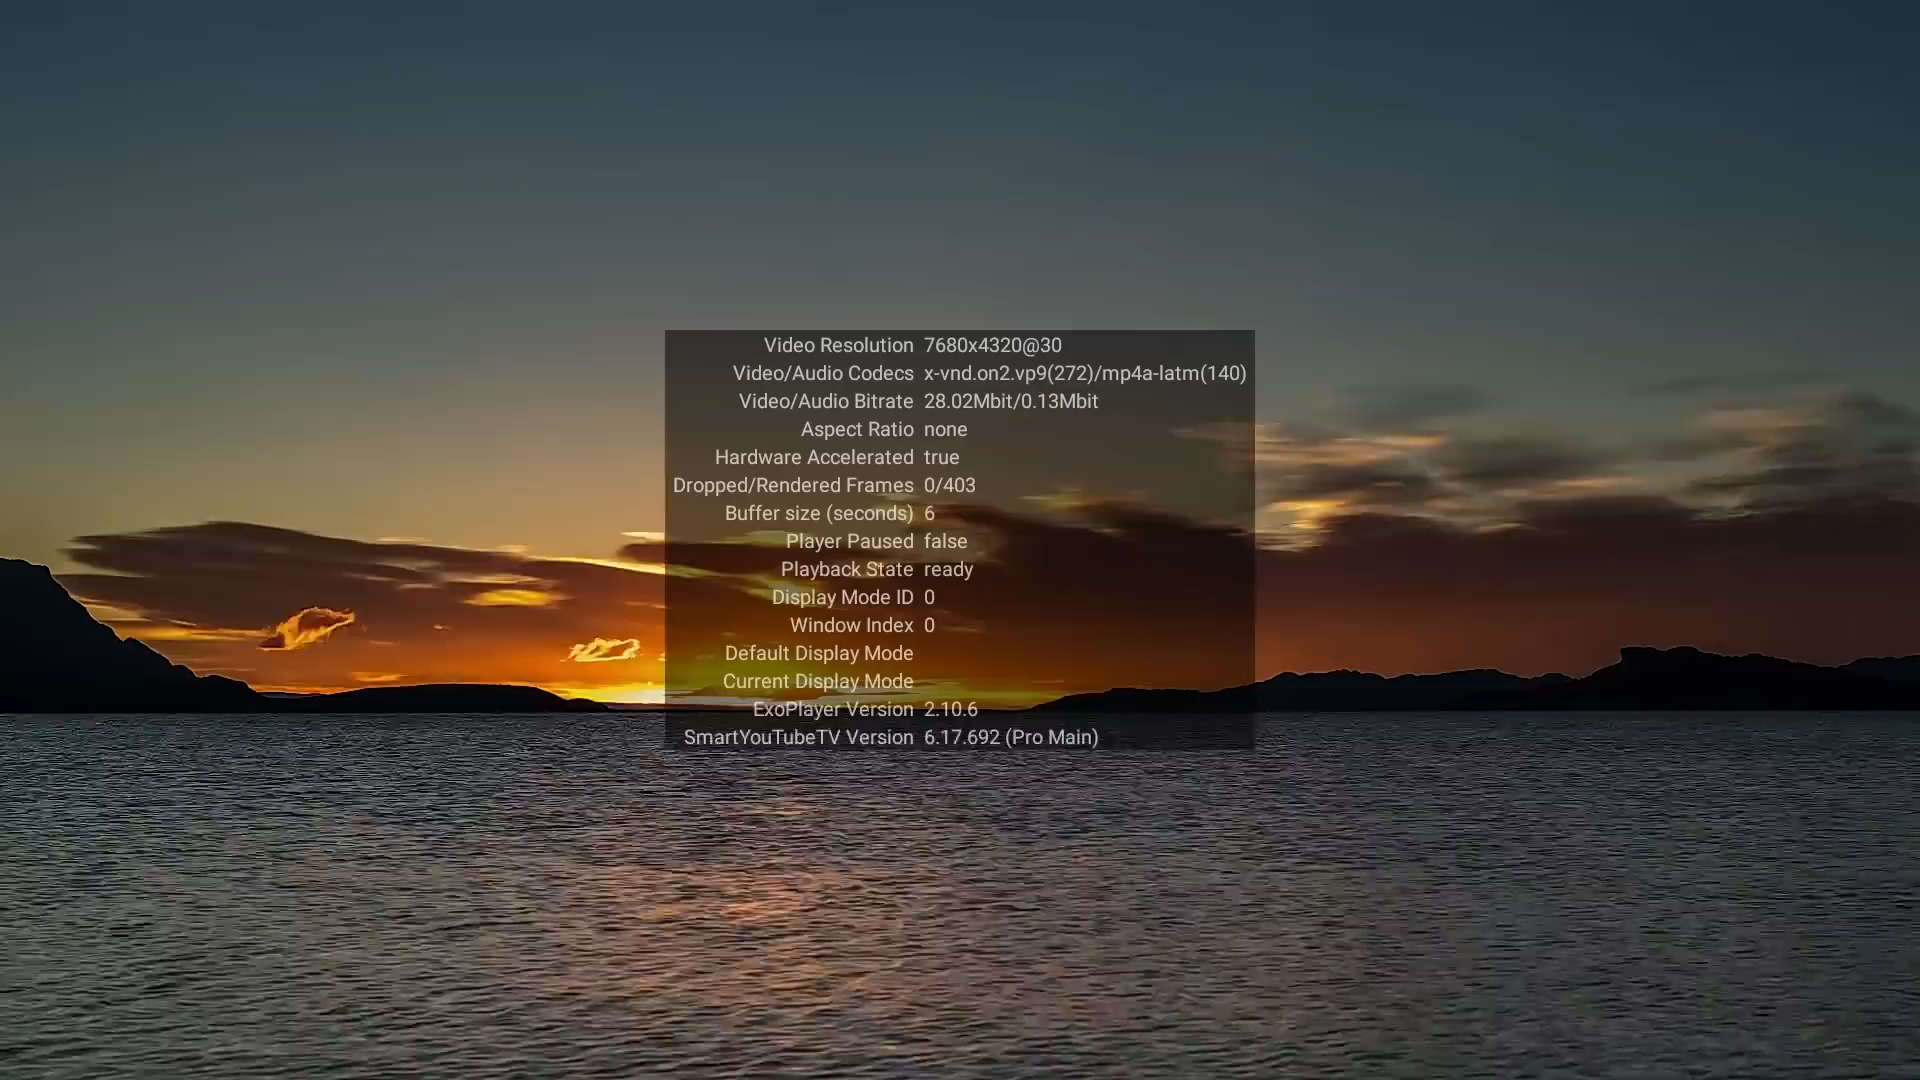 Video Resolution 7680x4320@30
Video/Audio Codecs x-vnd.on2.vp9(272)/mp4a-latm(140)
Video/Audio Bitrate 28.02Mbit/0.13Mbit
Aspect Ratio none
Hardware Accelerated true
Dropped/Rendered Frames 0/403
Buffer size (seconds) 6
Player Paused false
Playback State ready
Display Mode ID 0
Window Index 0
Default Display Mode
Current Display Mode
ExoPlayer Version 2.10.6
SmartYouTubeTV Version 6.17.692 (Pro Main)